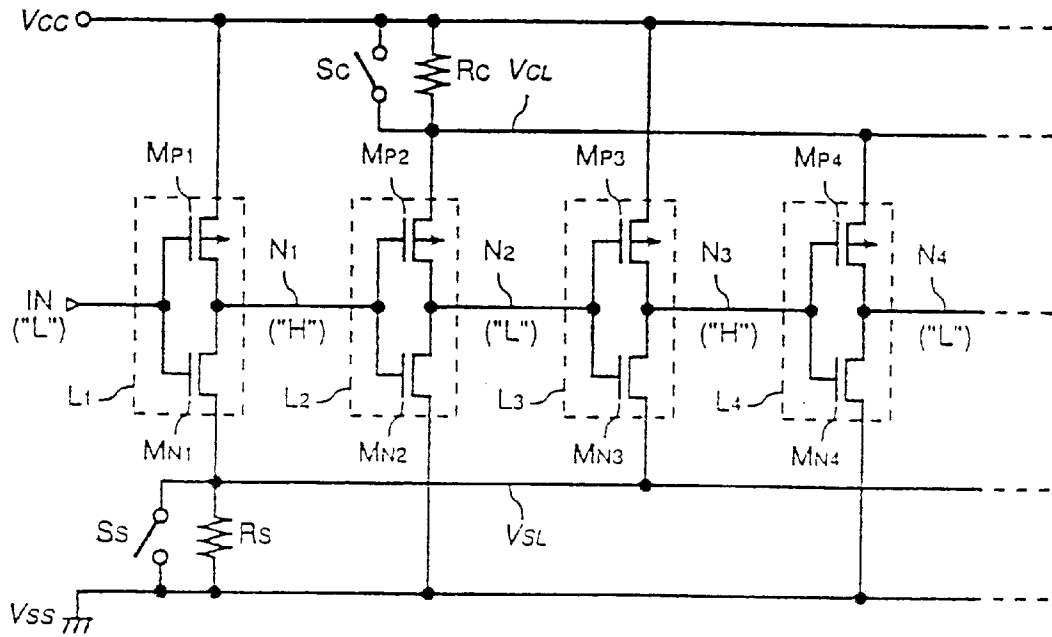 VCC
SC
RC
VCL
MP1
MP2
MP3
MP4
N1
N2
N3
N4
IN
("L")
("H")
("L")
("H")
("L")
L1
L2
L3
L4
MN1
MN2
MN3
MN4
SS
RS
VSL
VSS